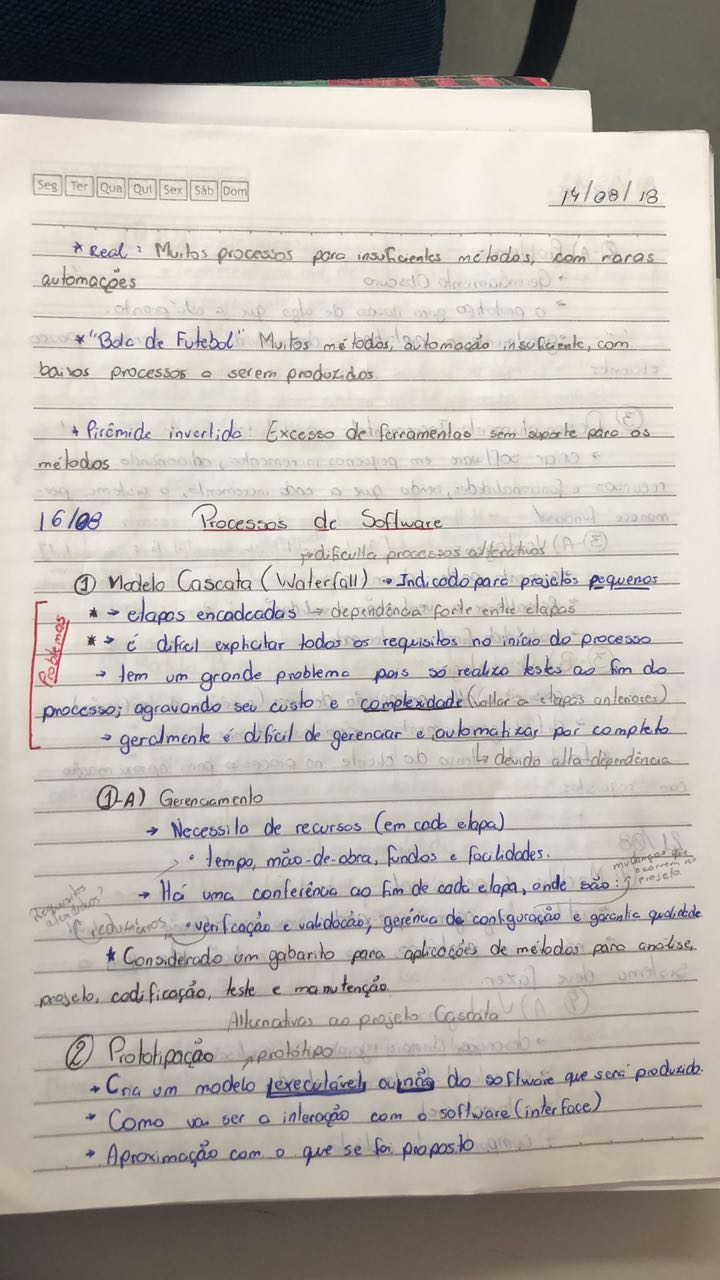 Seg Ter Qua Qui Sex Sáb Dom
14/08/18
* Real: Muitos processos para insuficientes métodos, com raras
automações
* "Bola de Futebol" Muitos métodos, automação insuficiente, com
baixos processos a serem produzidos
* Pirâmide invertida: Excesso de ferramentas sem suporte para os
métodos
16/08 Processos de Software
→ dificulta processos alterativos
① Modelo Cascata (Waterfall) → Indicado para projetos pequenos
Problemas
* → etapas encadeadas → dependência forte entre etapas
* → é difícil explicitar todos os requisitos no início do processo
→ tem um grande problema pois só realiza testes ao fim do
processo; agravando seu custo e complexidade (voltar a etapas anteriores)
→ geralmente é difícil de gerenciar e automatizar por completo
↳ devido alta dependência
①-A) Gerenciamento
→ Necessita de recursos (em cada etapa)
• tempo, mão-de-obra, fundos e facilidades.
mudanças que
ocorrem no
projeto
→ Há uma conferência ao fim de cada etapa, onde são:
Requisitos
• verificação e validação; gerência de configuração e garantia qualidade
* Considerado um gabarito para aplicações de métodos para analise,
projeto, codificação, teste e manutenção.
Alternativas ao projeto Cascata
② Prototipação → protótipo
→ Cria um modelo executável ou não do software que será produzido.
→ Como vai ser a interação com o software (interface)
→ Aproximação com o que se foi proposto